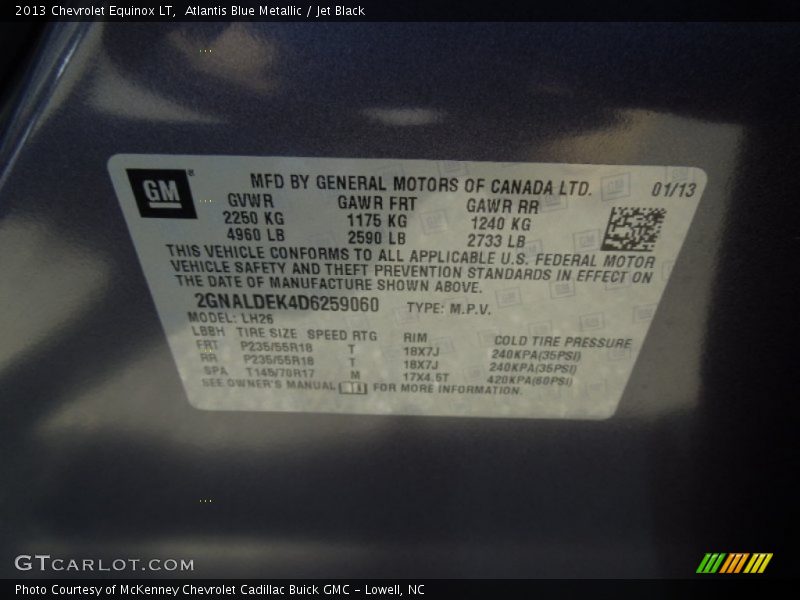 2013 Chevrolet Equinox LT,  Atlantis Blue Metallic / Jet Black
GM ®
MFD BY GENERAL MOTORS OF CANADA LTD. 01/13
GVWR GAWR FRT GAWR RR
2250 KG 1175 KG 1240 KG
4960 LB 2590 LB 2733 LB
THIS VEHICLE CONFORMS TO ALL APPLICABLE U.S. FEDERAL MOTOR
VEHICLE SAFETY AND THEFT PREVENTION STANDARDS IN EFFECT ON
THE DATE OF MANUFACTURE SHOWN ABOVE.
2GNALDEK4D6259060 TYPE: M.P.V.
MODEL: LH26
LBBH TIRE SIZE SPEED RTG RIM COLD TIRE PRESSURE
FRT P235/55R18 T 18X7J 240KPA(35PSI)
RR P235/55R18 T 18X7J 240KPA(35PSI)
SPA T145/70R17 M 17X4.5T 420KPA(60PSI)
SEE OWNER'S MANUAL FOR MORE INFORMATION.
GTCARLOT.COM
Photo Courtesy of McKenney Chevrolet Cadillac Buick GMC - Lowell, NC